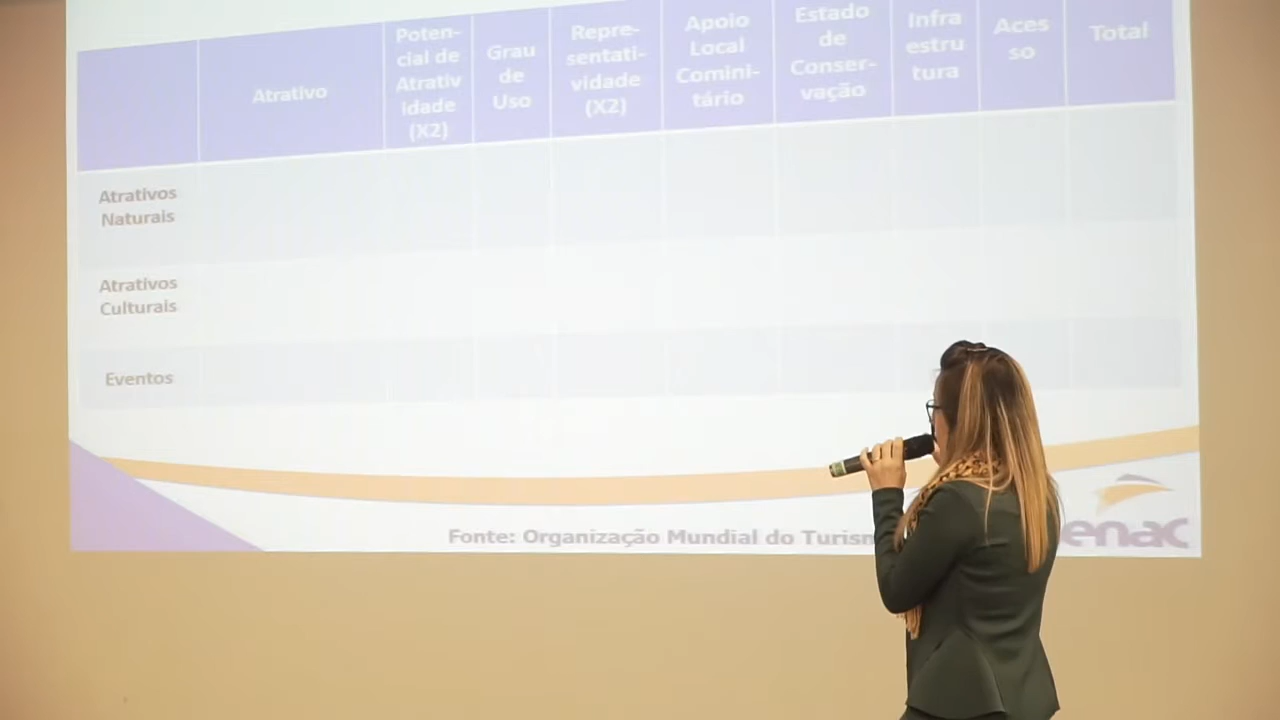 Atrativo
Poten-
cial de
Atrativ
idade
(X2)
Grau
de
Uso
Repre-
sentati-
vidade
(X2)
Apoio
Local
Comini-
tário
Estado
de
Conser-
vação
Infra
estru
tura
Aces
so
Total
Atrativos
Naturais
Atrativos
Culturais
Eventos
Fonte: Organização Mundial do Turism
enac